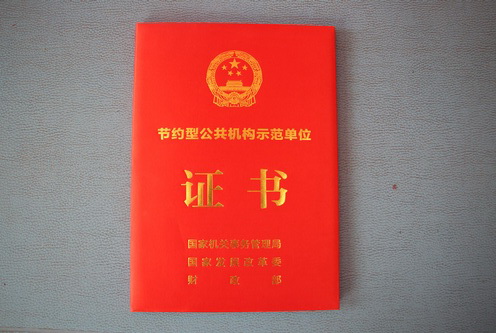 节约型公共机构示范单位
证书
国家机关事务管理局
国家发展改革委
财政部